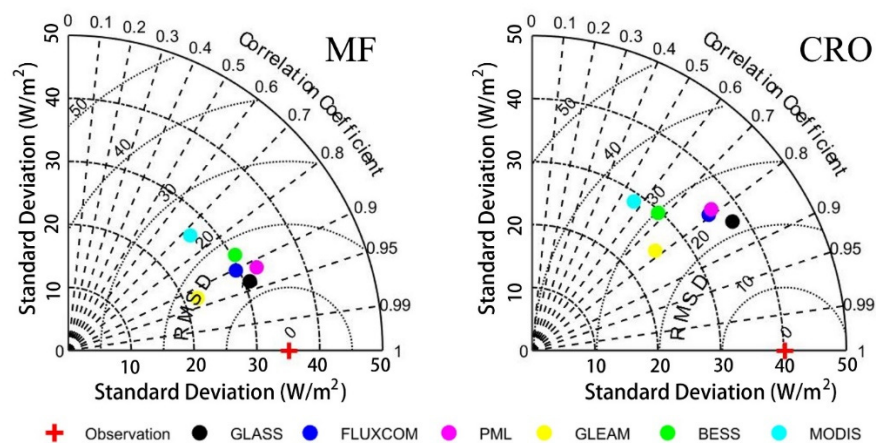 MF
0 0.1 0.2 0.3 0.4 0.5 0.6 0.7 0.8 0.9 0.95 0.99 1
Correlation Coefficient
50
40
30
20
10
0
Standard Deviation (W/m²)
50
40
30
20
0
RMSD
0 10 20 30 40 50
Standard Deviation (W/m²)
CRO
0 0.1 0.2 0.3 0.4 0.5 0.6 0.7 0.8 0.9 0.95 0.99 1
Correlation Coefficient
50
40
30
20
10
0
Standard Deviation (W/m²)
50
40
30
20
10
0
RMSD
0 10 20 30 40 50
Standard Deviation (W/m²)
Observation GLASS FLUXCOM PML GLEAM BESS MODIS